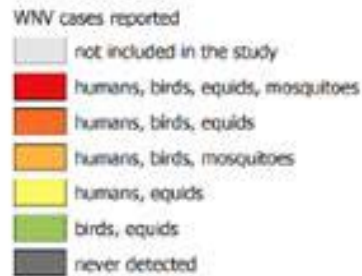 WNV cases reported
not included in the study
humans, birds, equids, mosquitoes
humans, birds, equids
humans, birds, mosquitoes
humans, equids
birds, equids
never detected